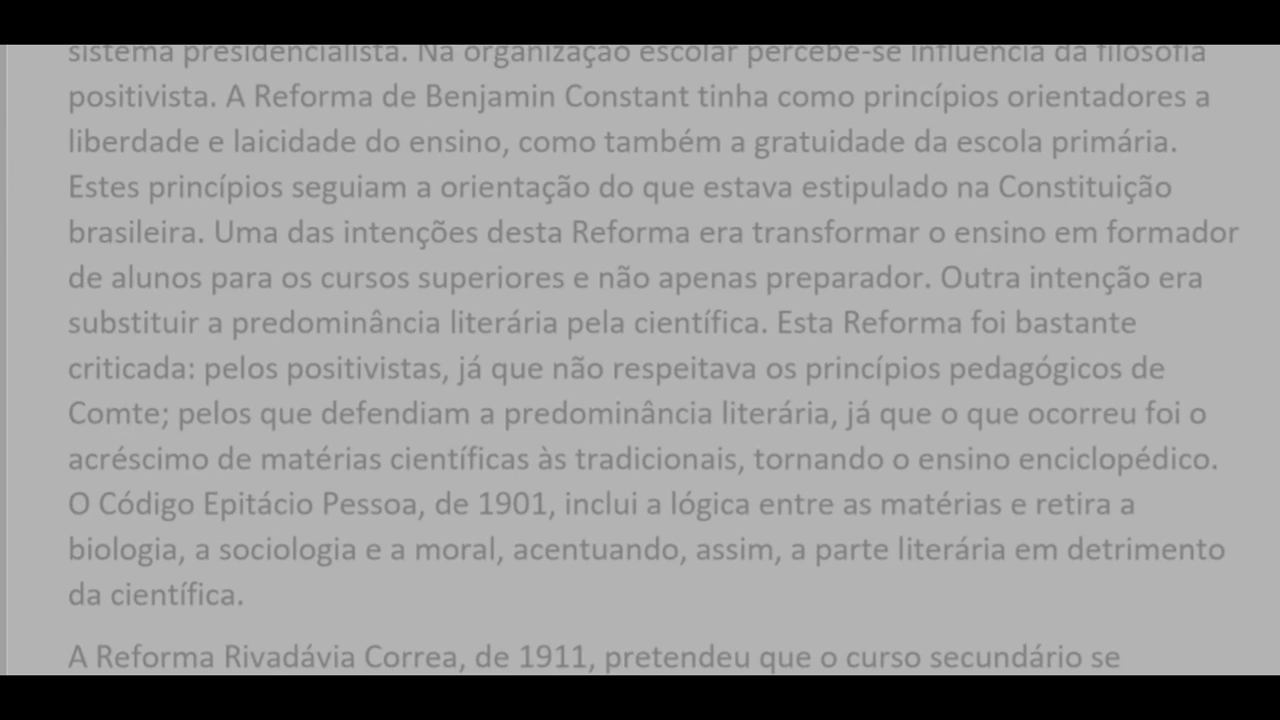 sistema presidencialista. Na organização escolar percebe-se influência da filosofia
positivista. A Reforma de Benjamin Constant tinha como princípios orientadores a
liberdade e laicidade do ensino, como também a gratuidade da escola primária.
Estes princípios seguiam a orientação do que estava estipulado na Constituição
brasileira. Uma das intenções desta Reforma era transformar o ensino em formador
de alunos para os cursos superiores e não apenas preparador. Outra intenção era
substituir a predominância literária pela científica. Esta Reforma foi bastante
criticada: pelos positivistas, já que não respeitava os princípios pedagógicos de
Comte; pelos que defendiam a predominância literária, já que o que ocorreu foi o
acréscimo de matérias científicas às tradicionais, tornando o ensino enciclopédico.
O Código Epitácio Pessoa, de 1901, inclui a lógica entre as matérias e retira a
biologia, a sociologia e a moral, acentuando, assim, a parte literária em detrimento
da científica.
A Reforma Rivadávia Correa, de 1911, pretendeu que o curso secundário se